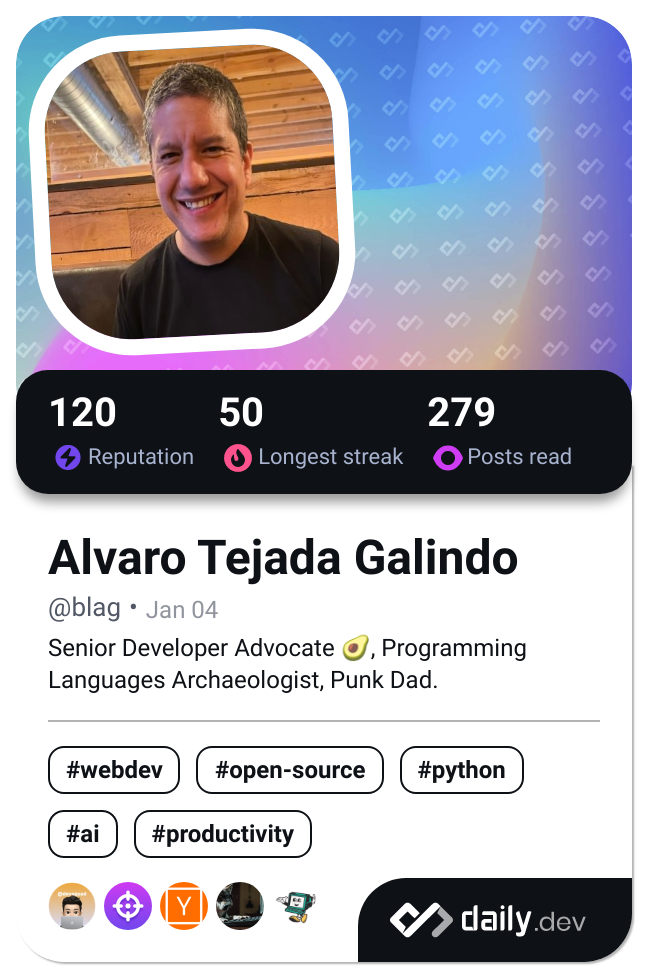 120 50 279
Reputation Longest streak Posts read
Alvaro Tejada Galindo
@blag • Jan 04
Senior Developer Advocate 🥑, Programming
Languages Archaeologist, Punk Dad.
#webdev #open-source #python
#ai #productivity
Y
daily.dev